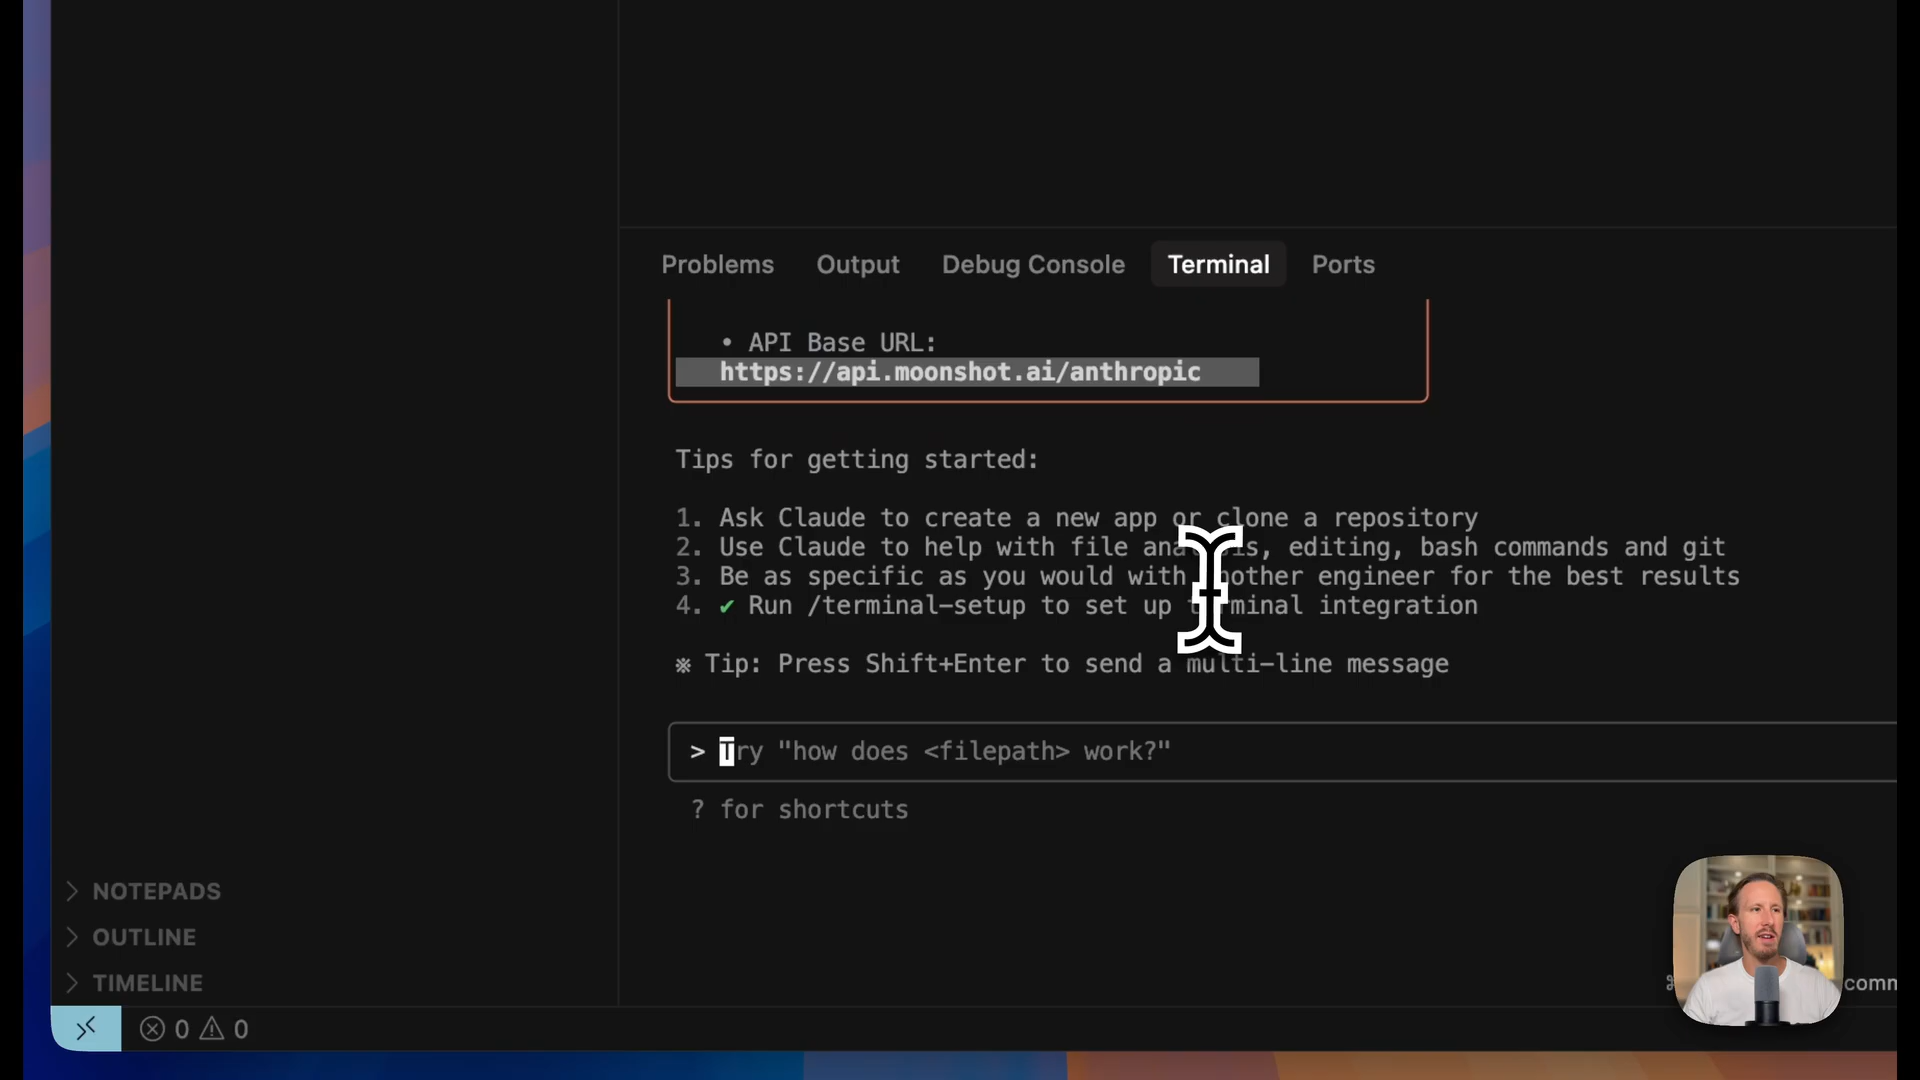 Problems Output Debug Console Terminal Ports
• API Base URL:
https://api.moonshot.ai/anthropic
Tips for getting started:
1. Ask Claude to create a new app or clone a repository
2. Use Claude to help with file analysis, editing, bash commands and git
3. Be as specific as you would with another engineer for the best results
4. ✔ Run /terminal-setup to set up terminal integration
※ Tip: Press Shift+Enter to send a multi-line message
> Try "how does <filepath> work?"
? for shortcuts
NOTEPADS
OUTLINE
TIMELINE
0 0